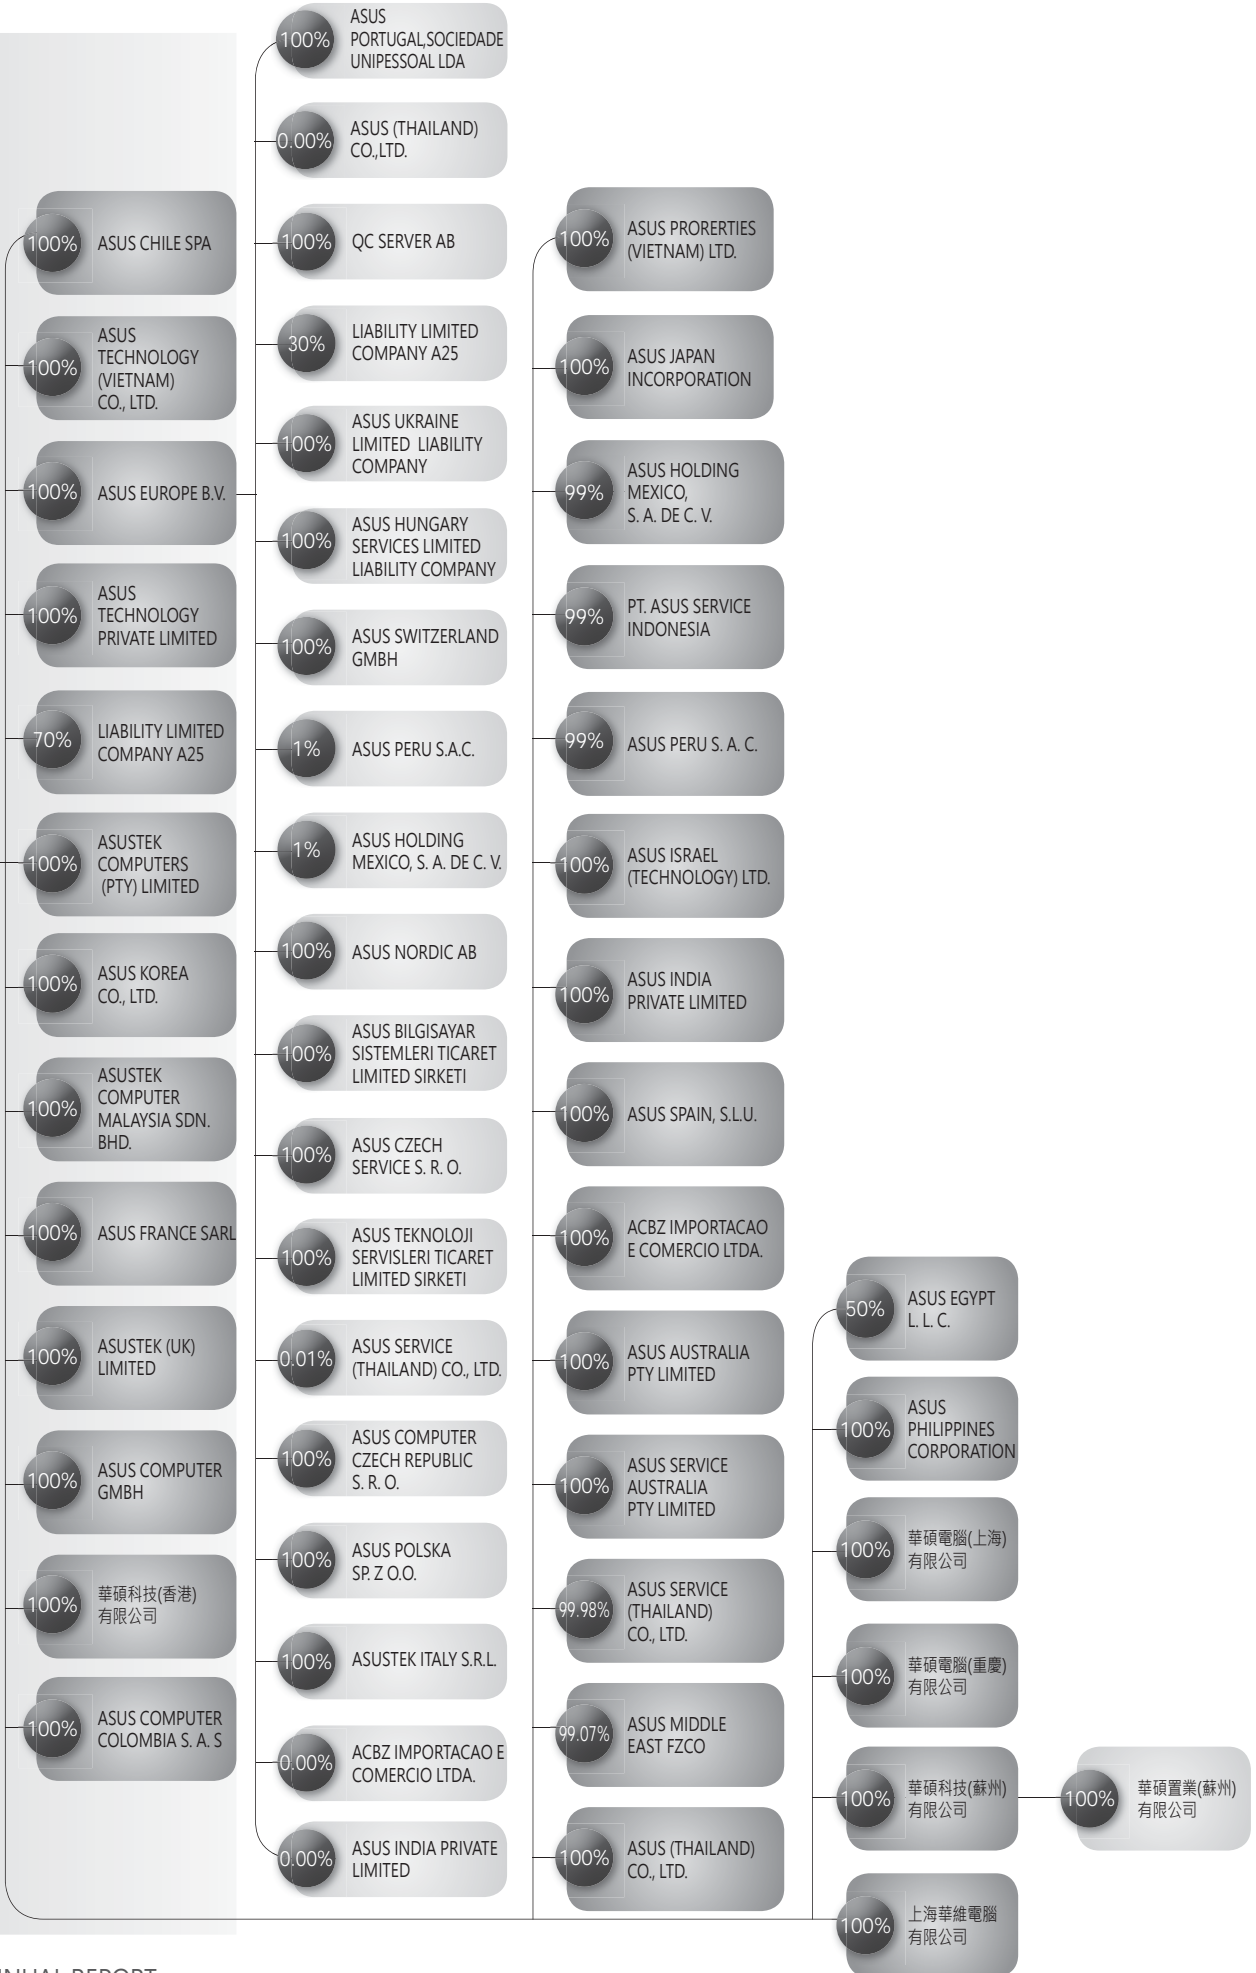 100%
ASUS CHILE SPA
100%
ASUS
TECHNOLOGY
(VIETNAM)
CO., LTD.
100%
ASUS EUROPE B.V.
100%
ASUS
TECHNOLOGY
PRIVATE LIMITED
70%
LIABILITY LIMITED
COMPANY A25
100%
ASUSTEK
COMPUTERS
(PTY) LIMITED
100%
ASUS KOREA
CO., LTD.
100%
ASUSTEK
COMPUTER
MALAYSIA SDN.
BHD.
100%
ASUS FRANCE SARL
100%
ASUSTEK (UK)
LIMITED
100%
ASUS COMPUTER
GMBH
100%
華碩科技(香港)
有限公司
100%
ASUS COMPUTER
COLOMBIA S. A. S
100%
ASUS
PORTUGAL,SOCIEDADE
UNIPESSOAL LDA
0.00%
ASUS (THAILAND)
CO.,LTD.
100%
QC SERVER AB
30%
LIABILITY LIMITED
COMPANY A25
100%
ASUS UKRAINE
LIMITED LIABILITY
COMPANY
100%
ASUS HUNGARY
SERVICES LIMITED
LIABILITY COMPANY
100%
ASUS SWITZERLAND
GMBH
1%
ASUS PERU S.A.C.
1%
ASUS HOLDING
MEXICO, S. A. DE C. V.
100%
ASUS NORDIC AB
100%
ASUS BILGISAYAR
SISTEMLERI TICARET
LIMITED SIRKETI
100%
ASUS CZECH
SERVICE S. R. O.
100%
ASUS TEKNOLOJI
SERVISLERI TICARET
LIMITED SIRKETI
0.01%
ASUS SERVICE
(THAILAND) CO., LTD.
100%
ASUS COMPUTER
CZECH REPUBLIC
S. R. O.
100%
ASUS POLSKA
SP. Z O.O.
100%
ASUSTEK ITALY S.R.L.
0.00%
ACBZ IMPORTACAO E
COMERCIO LTDA.
0.00%
ASUS INDIA PRIVATE
LIMITED
100%
ASUS PRORERTIES
(VIETNAM) LTD.
100%
ASUS JAPAN
INCORPORATION
99%
ASUS HOLDING
MEXICO,
S. A. DE C. V.
99%
PT. ASUS SERVICE
INDONESIA
99%
ASUS PERU S. A. C.
100%
ASUS ISRAEL
(TECHNOLOGY) LTD.
100%
ASUS INDIA
PRIVATE LIMITED
100%
ASUS SPAIN, S.L.U.
100%
ACBZ IMPORTACAO
E COMERCIO LTDA.
100%
ASUS AUSTRALIA
PTY LIMITED
100%
ASUS SERVICE
AUSTRALIA
PTY LIMITED
99.98%
ASUS SERVICE
(THAILAND)
CO., LTD.
99.07%
ASUS MIDDLE
EAST FZCO
100%
ASUS (THAILAND)
CO., LTD.
50%
ASUS EGYPT
L. L. C.
100%
ASUS
PHILIPPINES
CORPORATION
100%
華碩電腦(上海)
有限公司
100%
華碩電腦(重慶)
有限公司
100%
華碩科技(蘇州)
有限公司
100%
華碩置業(蘇州)
有限公司
100%
上海華維電腦
有限公司
REPORT